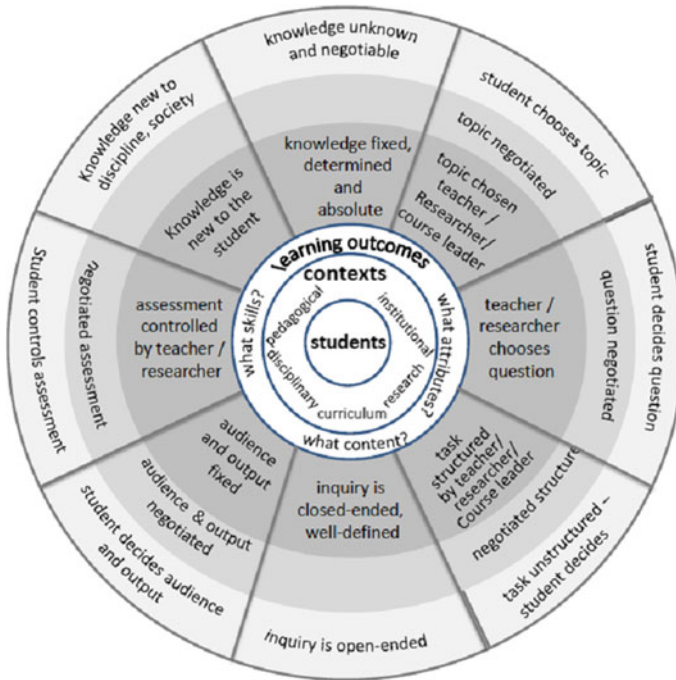 knowledge unknown
and negotiable
knowledge fixed,
determined
and
absolute
student chooses topic
topic negotiated
topic chosen
teacher /
Researcher/
course leader
student decides question
question negotiated
teacher /
researcher
chooses
question
task unstructured –
student decides
negotiated structure
task
structured
by teacher/
researcher/
Course leader
inquiry is
closed-ended,
well-defined
inquiry is open-ended
audience
and output
fixed
audience & output
negotiated
student decides audience
and output
assessment
controlled
by teacher /
researcher
negotiated assessment
Student controls assessment
Knowledge is
new to the
student
Knowledge new to
discipline, society
learning outcomes
what skills?
what attributes?
what content?
contexts
pedagogical
institutional
disciplinary
research
curriculum
students